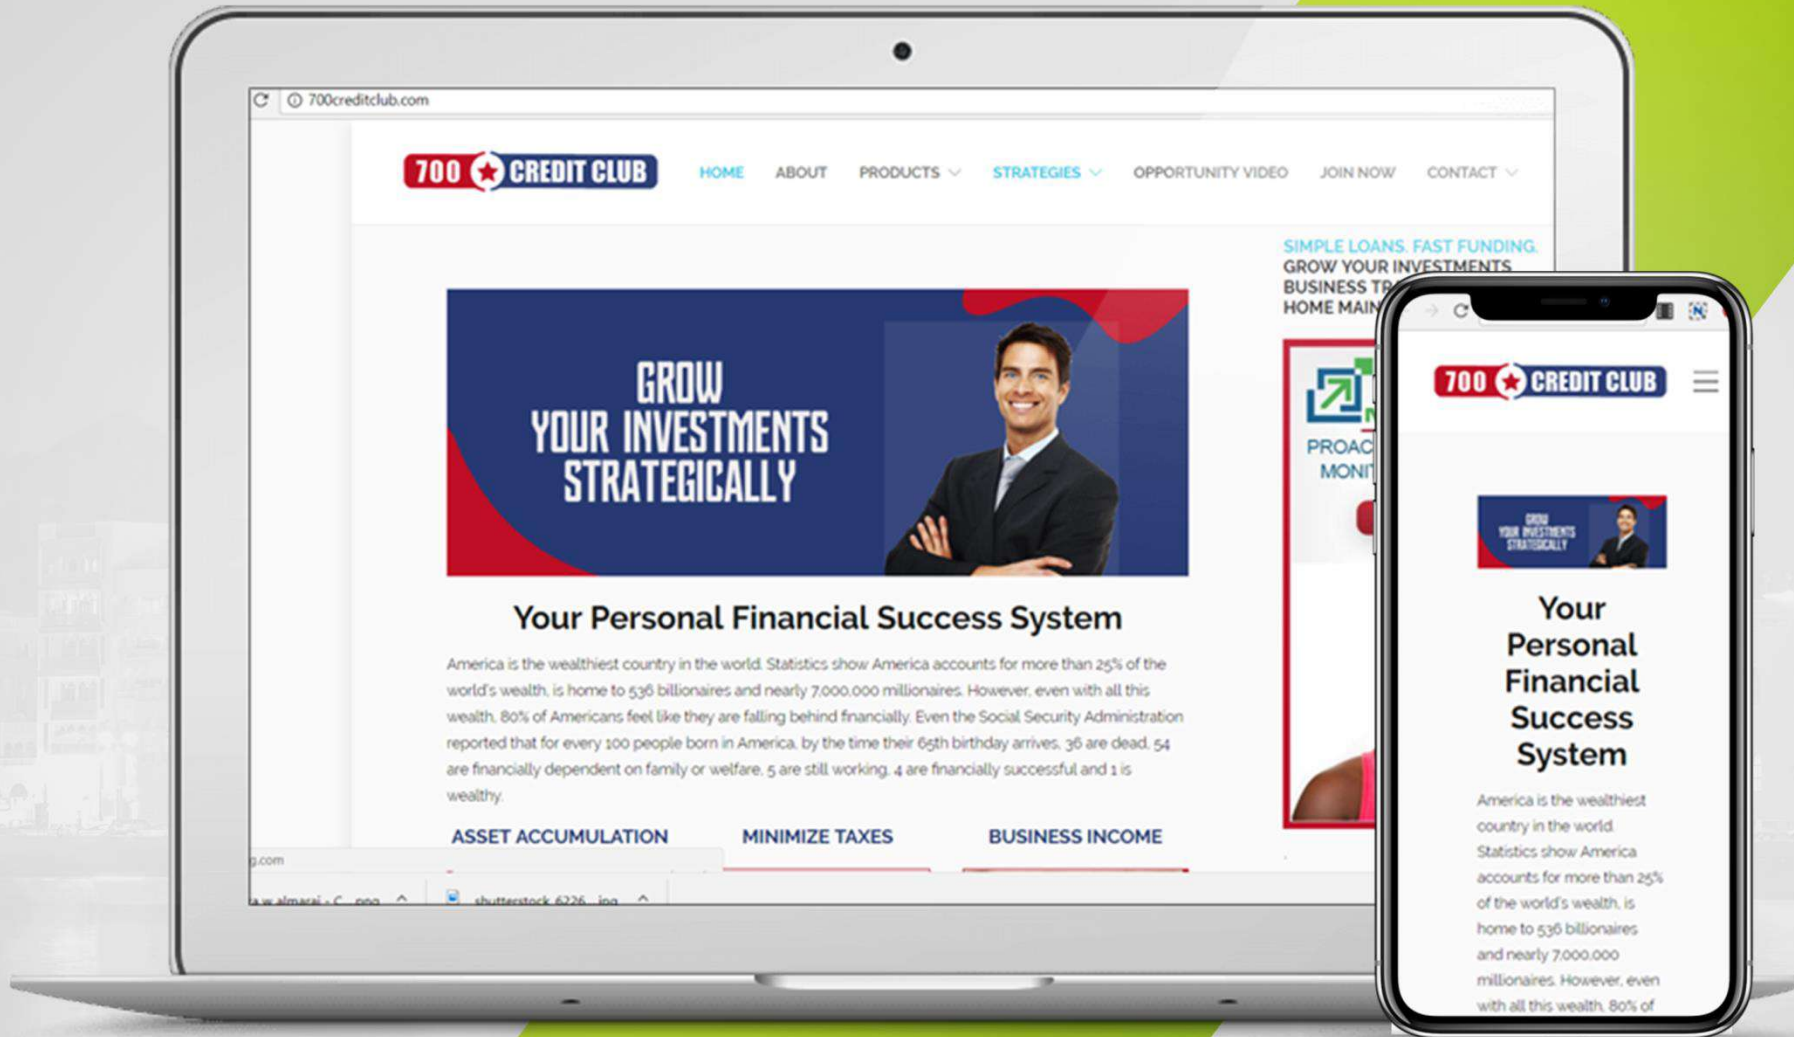 700creditclub.com
700 CREDIT CLUB
HOME ABOUT PRODUCTS STRATEGIES OPPORTUNITY VIDEO JOIN NOW CONTACT
SIMPLE LOANS. FAST FUNDING.
GROW YOUR INVESTMENTS
BUSINESS
HOME
GROW
YOUR INVESTMENTS
STRATEGICALLY
Your Personal Financial Success System
America is the wealthiest country in the world. Statistics show America accounts for more than 25% of the
world's wealth, is home to 536 billionaires and nearly 7,000,000 millionaires. However, even with all this
wealth, 80% of Americans feel like they are falling behind financially. Even the Social Security Administration
reported that for every 100 people born in America, by the time their 65th birthday arrives, 36 are dead, 54
are financially dependent on family or welfare, 5 are still working, 4 are financially successful and 1 is
wealthy.
ASSET ACCUMULATION MINIMIZE TAXES BUSINESS INCOME
g.com
shutterstock_6226....jpg
700 CREDIT CLUB
GROW
YOUR INVESTMENTS
STRATEGICALLY
Your
Personal
Financial
Success
System
America is the wealthiest
country in the world.
Statistics show America
accounts for more than 25%
of the world's wealth, is
home to 536 billionaires
and nearly 7,000,000
millionaires. However, even
with all this wealth, 80% of